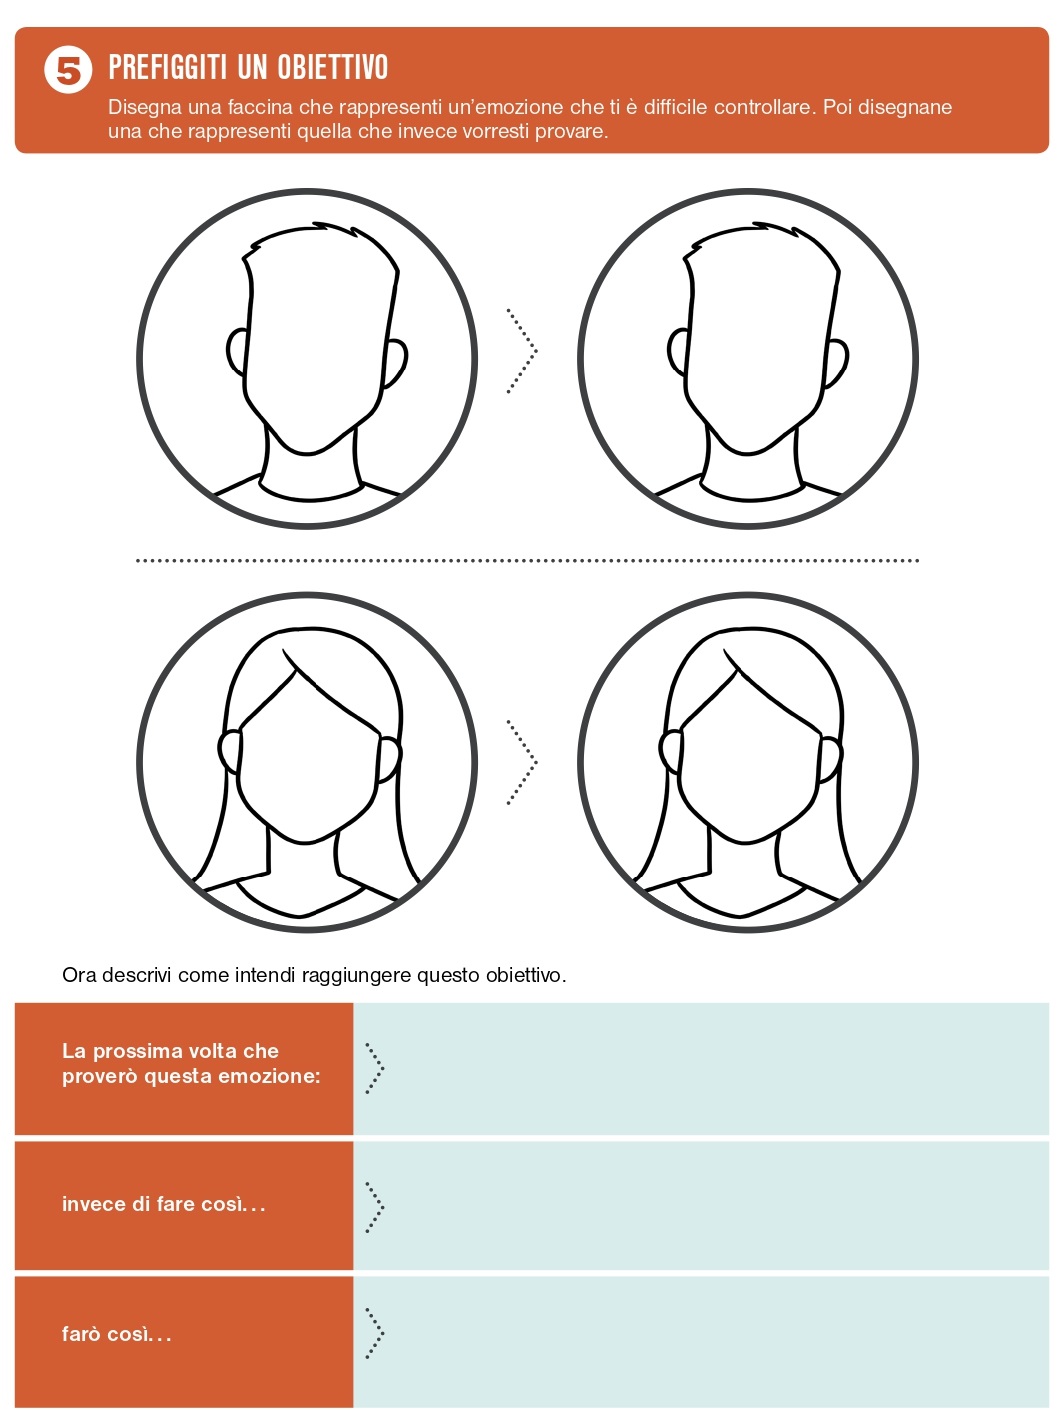 5 PREFIGGITI UN OBIETTIVO
Disegna una faccina che rappresenti un’emozione che ti è difficile controllare. Poi disegnane
una che rappresenti quella che invece vorresti provare.
Ora descrivi come intendi raggiungere questo obiettivo.
La prossima volta che
proverò questa emozione:
invece di fare così. . .
farò così. . .